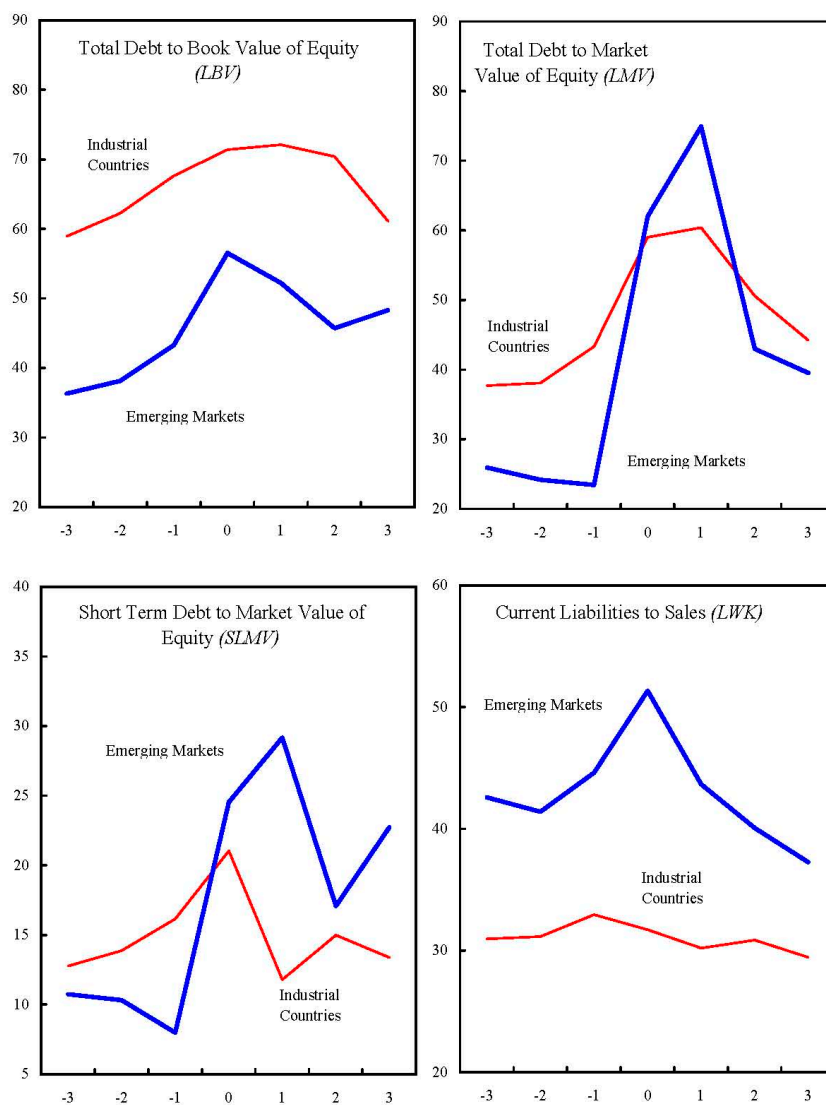 Total Debt to Book Value of Equity
(LBV)
90
80
70
60
50
40
30
20
Industrial
Countries
Emerging Markets
-3 -2 -1 0 1 2 3
Total Debt to Market
Value of Equity (LMV)
90
80
70
60
50
40
30
20
Industrial
Countries
Emerging Markets
-3 -2 -1 0 1 2 3
Short Term Debt to Market Value of
Equity (SLMV)
40
35
30
25
20
15
10
5
Emerging Markets
Industrial
Countries
-3 -2 -1 0 1 2 3
Current Liabilities to Sales (LWK)
60
50
40
30
20
Emerging Markets
Industrial
Countries
-3 -2 -1 0 1 2 3